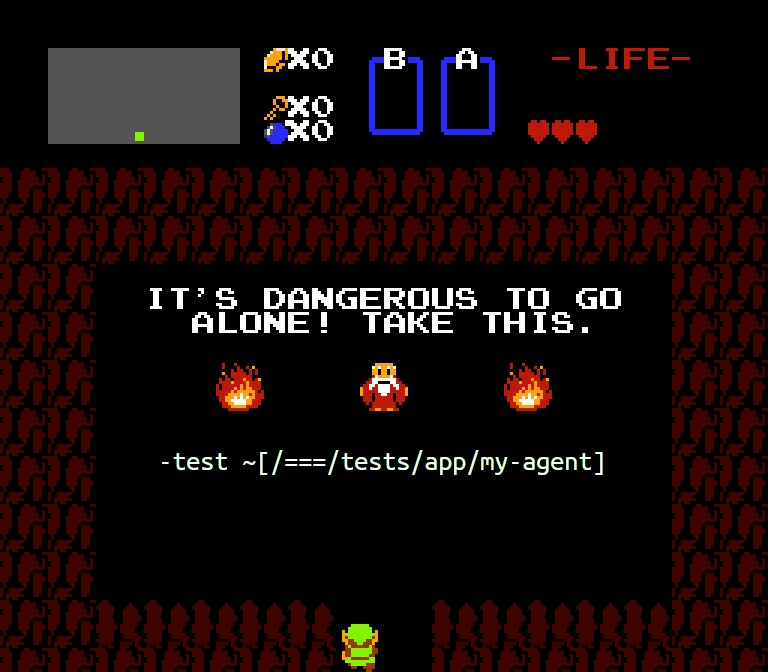 X0
X0
X0
B
A
-LIFE-
IT'S DANGEROUS TO GO
ALONE! TAKE THIS.
-test ~[/===/tests/app/my-agent]